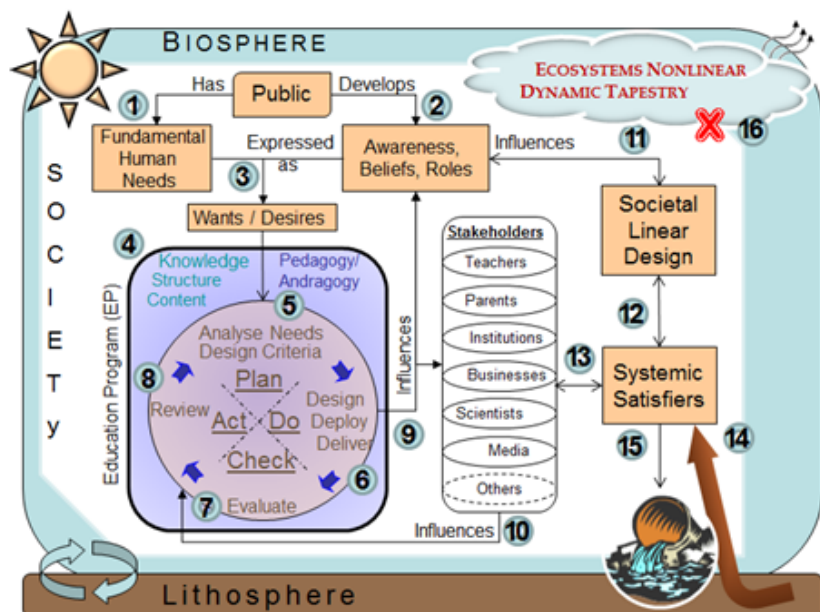 BIOSPHERE
ECOSYSTEMS NONLINEAR
DYNAMIC TAPESTRY
16
1
Has
Public
Develops
2
11
Fundamental
Human
Needs
Expressed
as
3
Awareness,
Beliefs, Roles
Influences
SOCIETy
Wants / Desires
Societal
Linear
Design
4
Knowledge
Structure
Content
Pedagogy/
Andragogy
Stakeholders
Teachers
Parents
Institutions
Businesses
Scientists
Media
Others
5
Analyse Needs
Design Criteria
12
Education Program (EP)
8
Plan
Influences
13
Review
Act
Do
Design
Deploy
Deliver
Systemic
Satisfiers
Check
9
15
14
6
7
Evaluate
Influences
10
Lithosphere